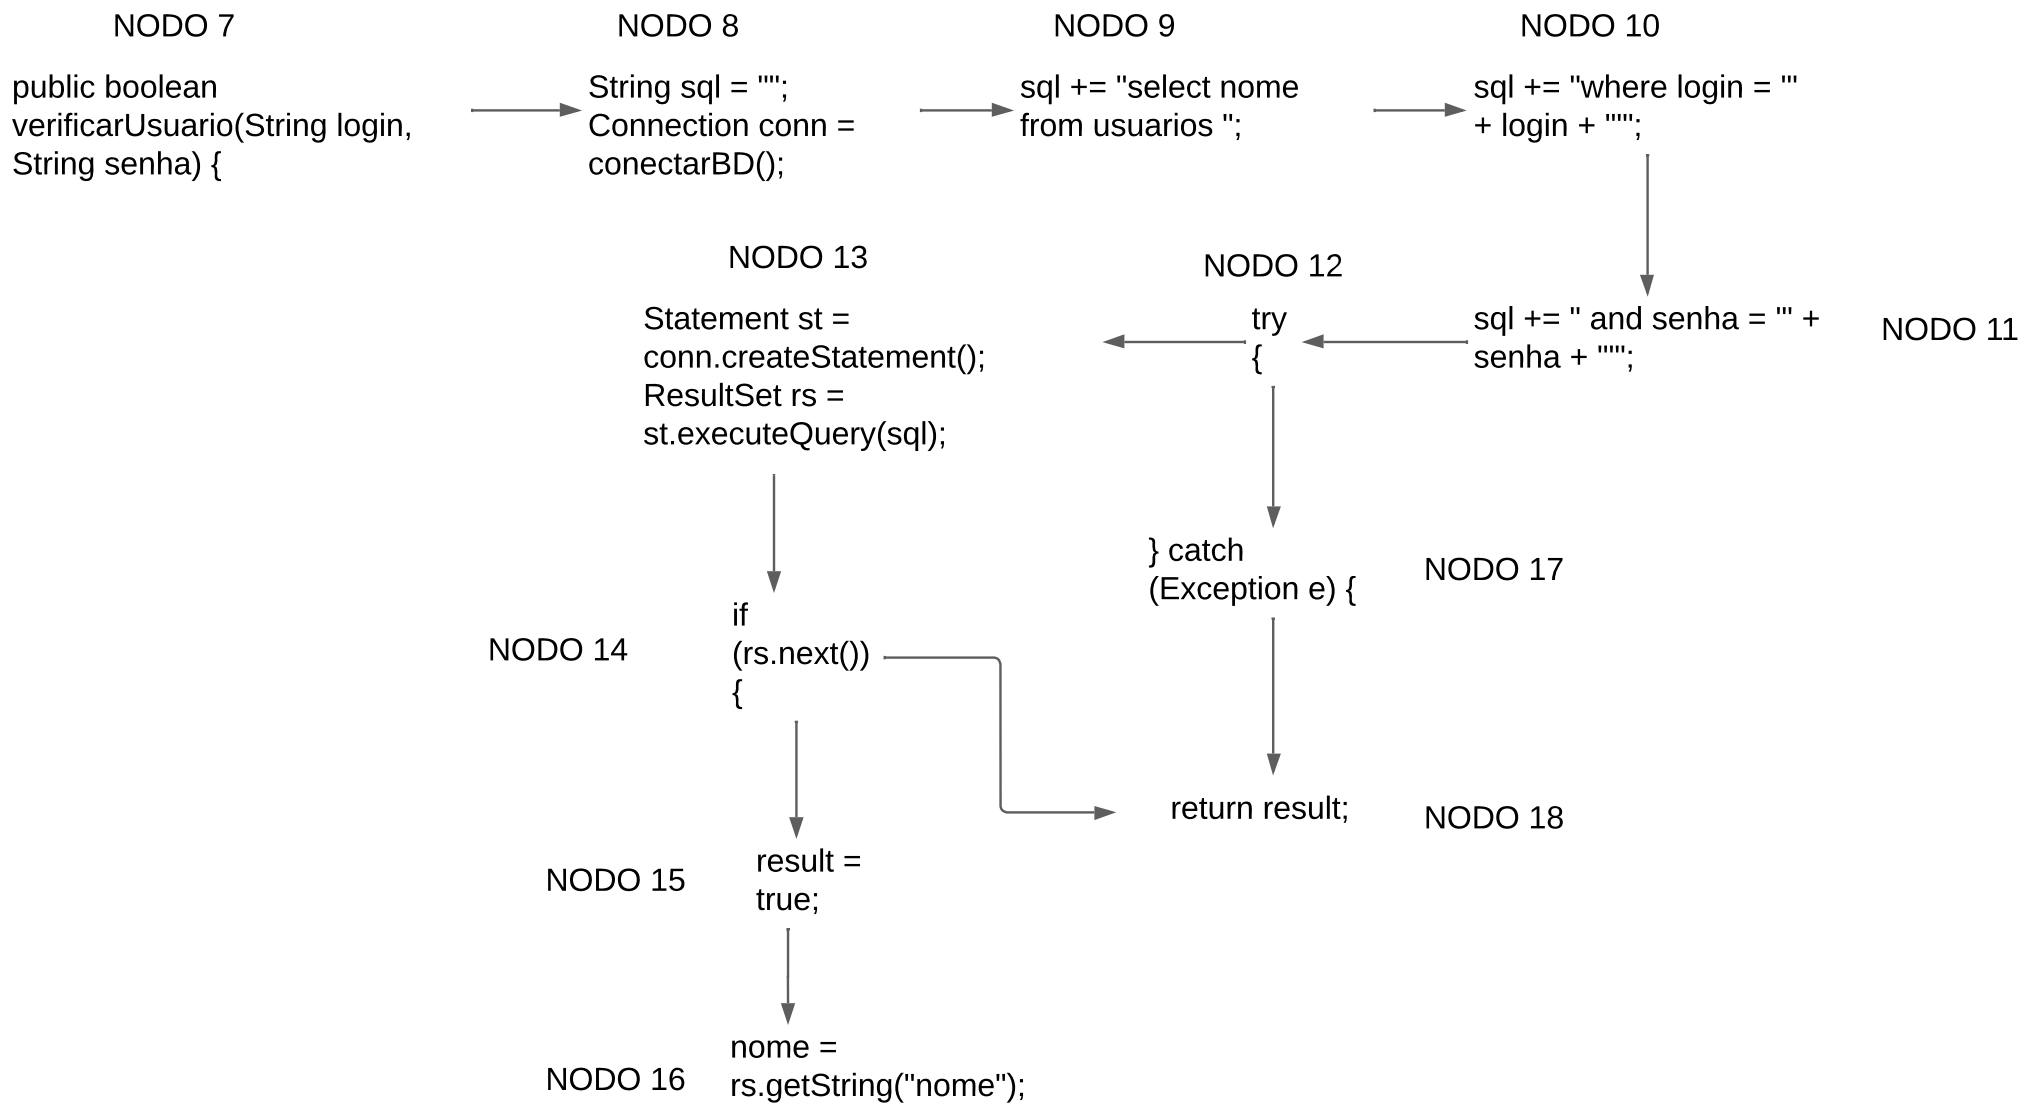 NODO 7
public boolean
verificarUsuario(String login,
String senha) {
NODO 8
String sql = "";
Connection conn =
conectarBD();
NODO 9
sql += "select nome
from usuarios ";
NODO 10
sql += "where login = '"
+ login + "'";
NODO 11
sql += " and senha = '" +
senha + "'";
NODO 12
try
{
NODO 13
Statement st =
conn.createStatement();
ResultSet rs =
st.executeQuery(sql);
NODO 14
if
(rs.next())
{
NODO 15
result =
true;
NODO 16
nome =
rs.getString("nome");
NODO 17
} catch
(Exception e) {
NODO 18
return result;